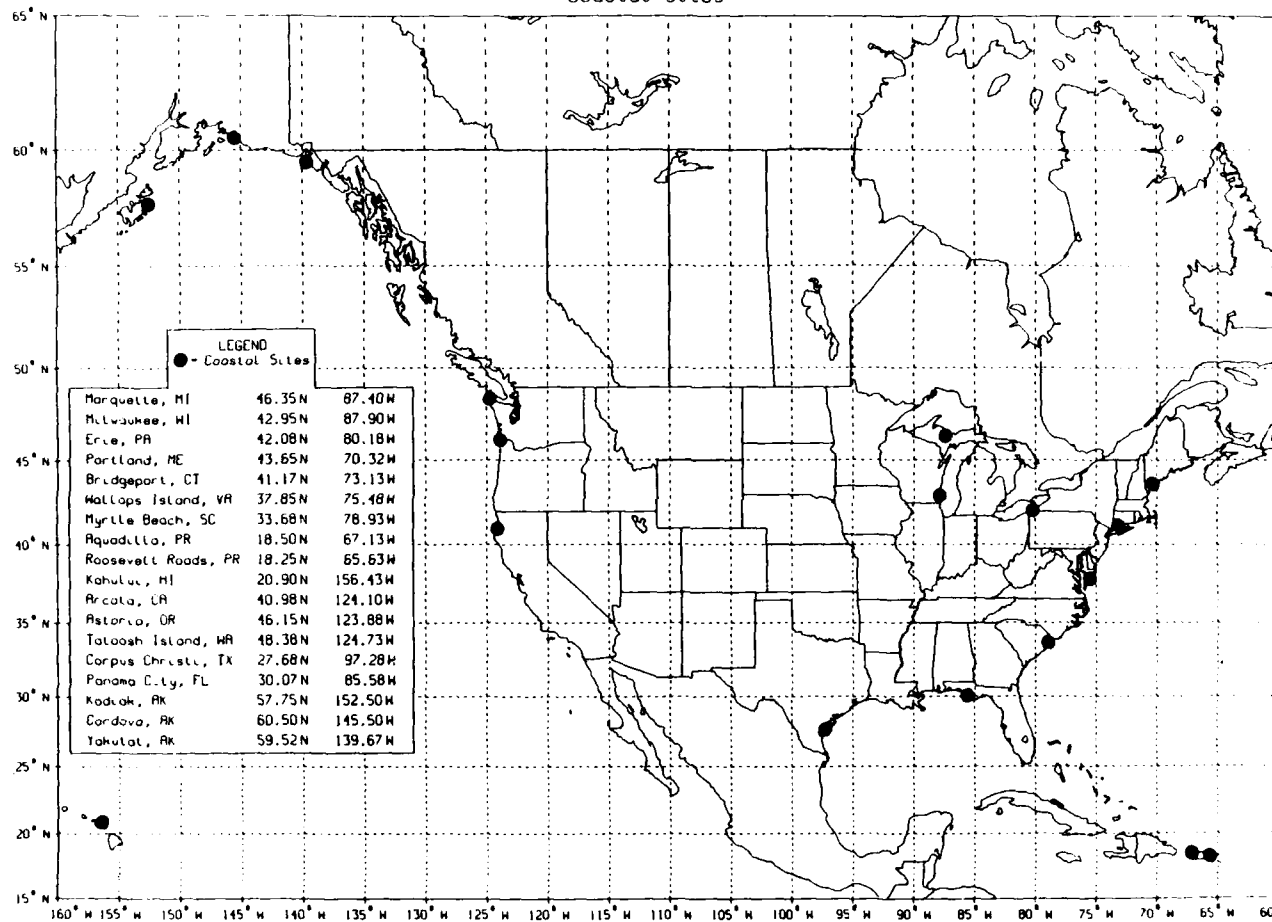 65° N
60° N
55° N
50° N
45° N
40° N
35° N
30° N
25° N
20° N
15° N
LEGEND
● - Coastal Sites
Marquette, MI 46.35N 87.40W
Milwaukee, WI 42.95N 87.90W
Erie, PA 42.08N 80.18W
Portland, ME 43.65N 70.32W
Bridgeport, CT 41.17N 73.13W
Wallops Island, VA 37.85N 75.48W
Myrtle Beach, SC 33.68N 78.93W
Aquadilla, PR 18.50N 67.13W
Roosevelt Roads, PR 18.25N 65.63W
Kahului, HI 20.90N 156.43W
Arcata, CA 40.98N 124.10W
Astoria, OR 46.15N 123.88W
Tatoosh Island, WA 48.38N 124.73W
Corpus Christi, TX 27.68N 97.28W
Panama City, FL 30.07N 85.58W
Kodiak, AK 57.75N 152.50W
Cordova, AK 60.50N 145.50W
Yakutat, AK 59.52N 139.67W
160° W 155° W 150° W 145° W 140° W 135° W 130° W 125° W 120° W 115° W 110° W 105° W 100° W 95° W 90° W 85° W 80° W 75° W 70° W 65° W 60